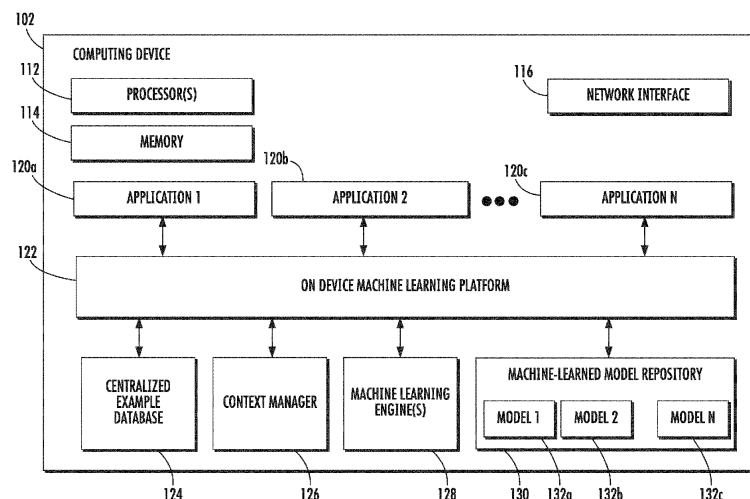 102
COMPUTING DEVICE
112
PROCESSOR(S)
116
NETWORK INTERFACE
114
MEMORY
120a
APPLICATION 1
120b
APPLICATION 2
120c
APPLICATION N
122
ON DEVICE MACHINE LEARNING PLATFORM
CENTRALIZED
EXAMPLE
DATABASE
CONTEXT MANAGER
MACHINE LEARNING
ENGINE(S)
MACHINE-LEARNED MODEL REPOSITORY
MODEL 1
MODEL 2
MODEL N
124
126
128
130
132a
132b
132c